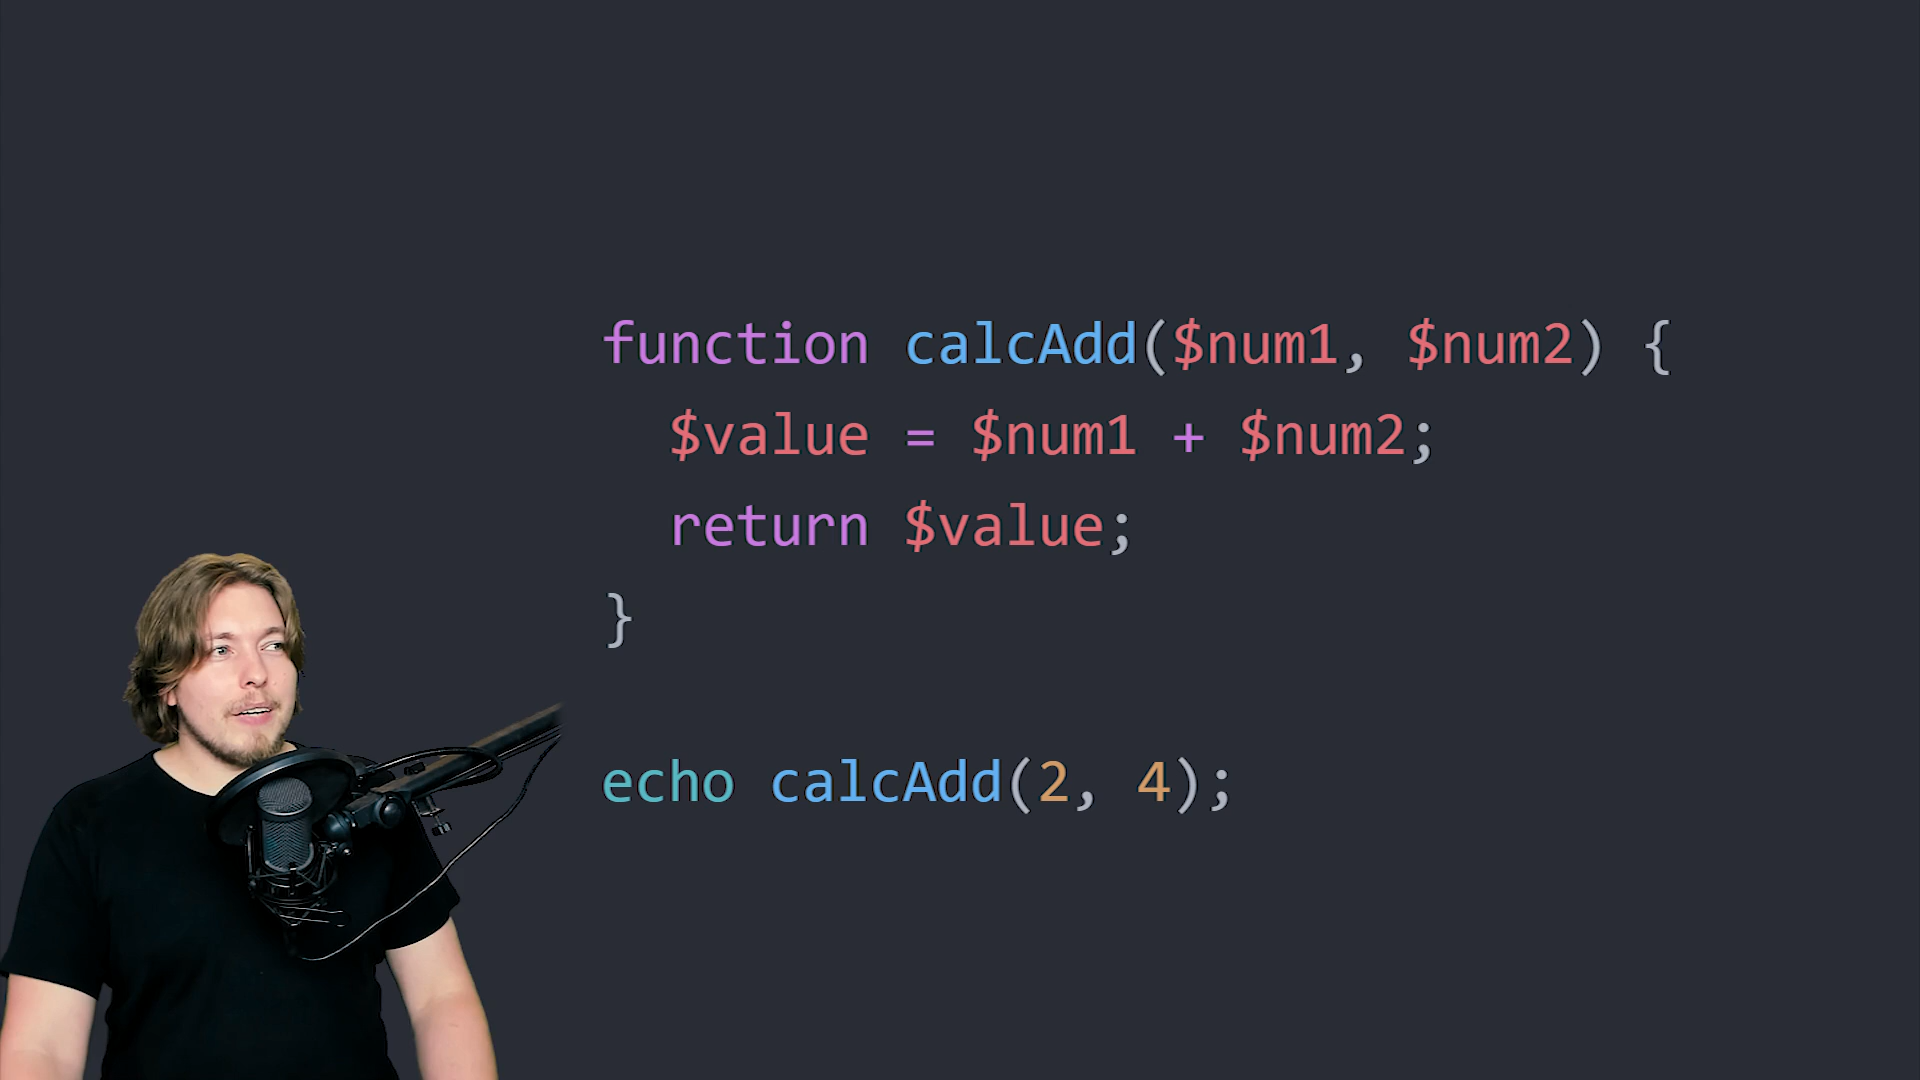 function calcAdd($num1, $num2) {
  $value = $num1 + $num2;
  return $value;
}
echo calcAdd(2, 4);